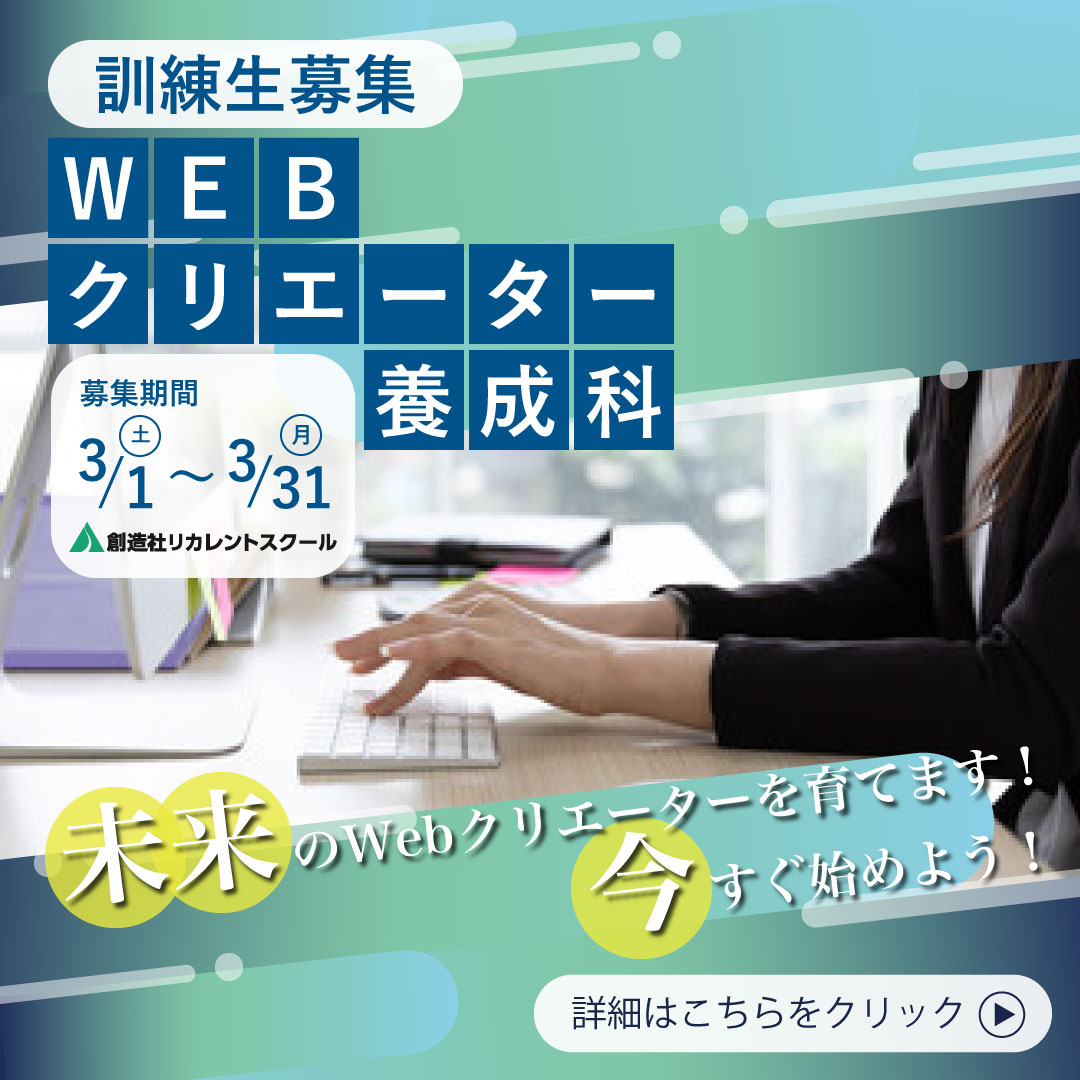 訓練生募集
WEB
クリエーター
養成科
募集期間
3/1(土)～3/31(月)
創造社リカレントスクール
未来のWebクリエーターを育てます！
今すぐ始めよう！
詳細はこちらをクリック